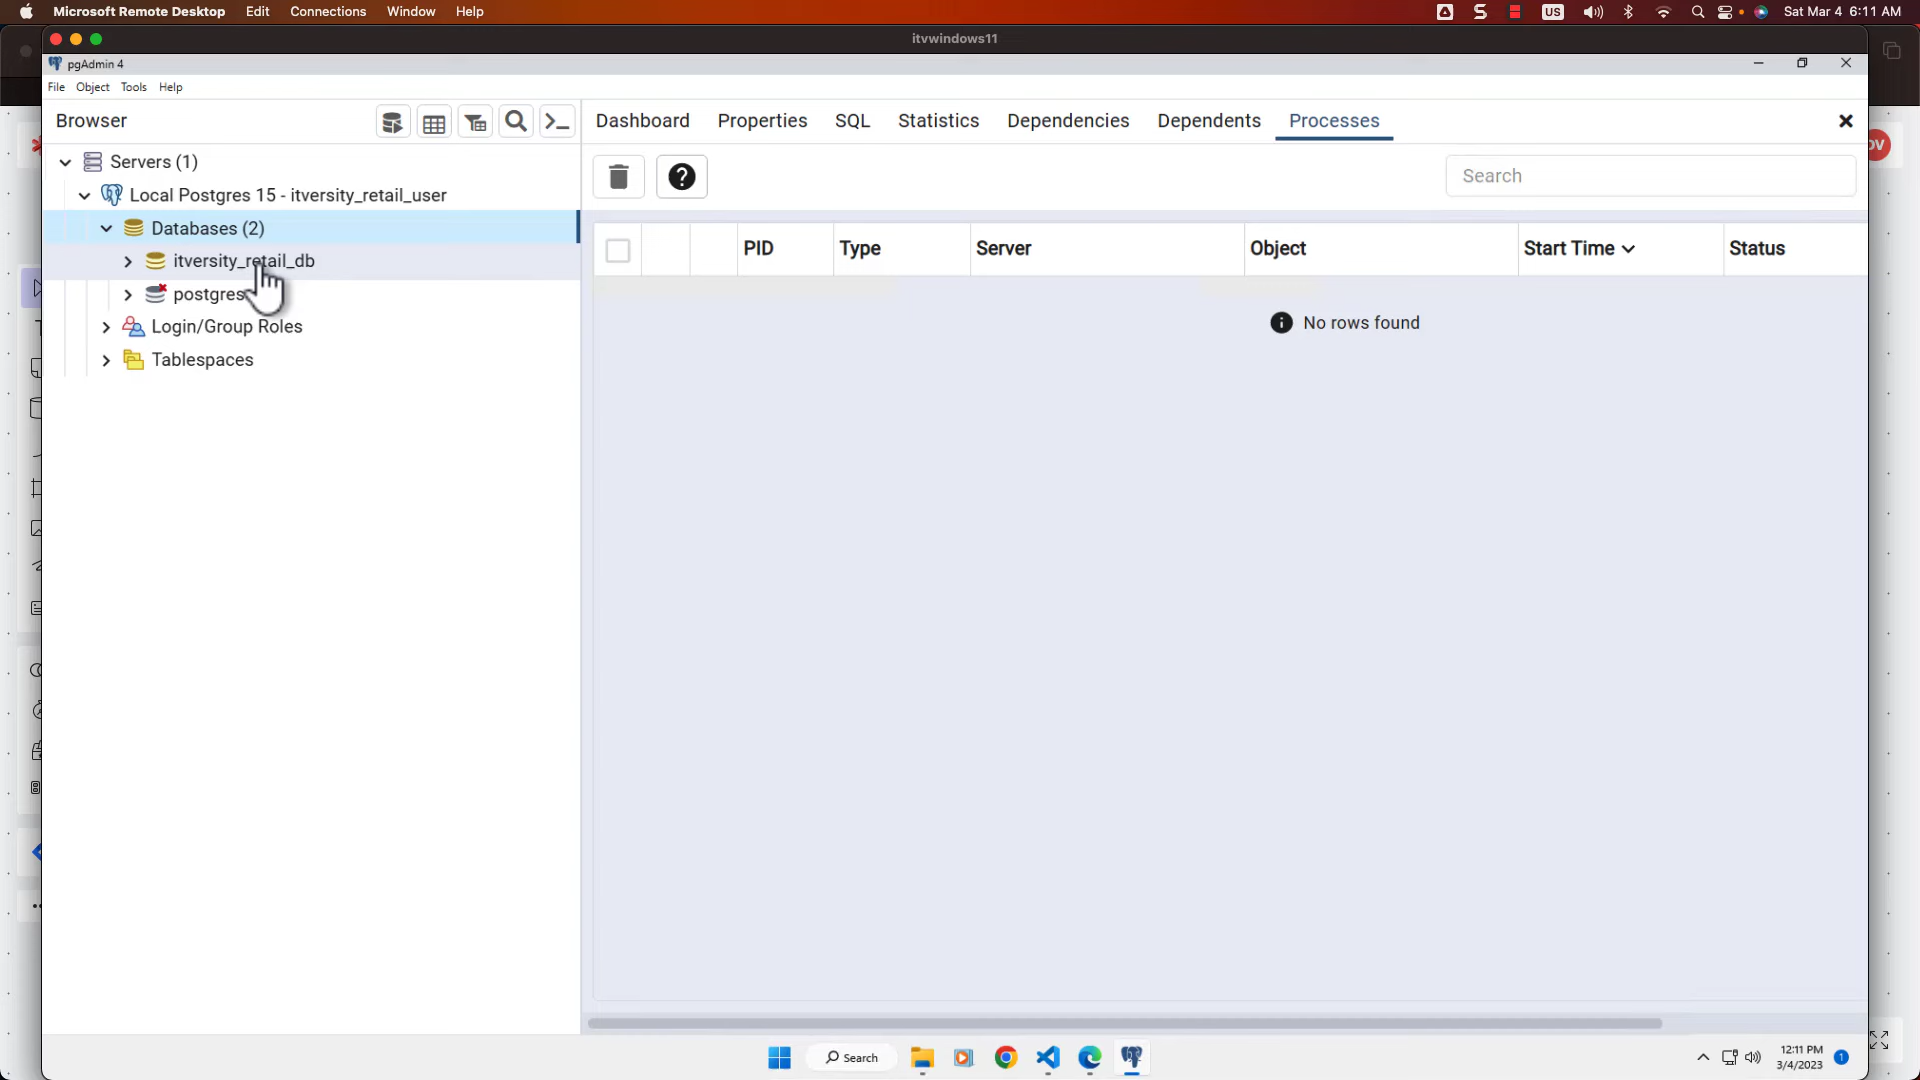 Microsoft Remote Desktop Edit Connections Window Help US Sat Mar 4 6:11 AM
itvwindows11
pgAdmin 4
File Object Tools Help
Browser
Dashboard Properties SQL Statistics Dependencies Dependents Processes
Servers (1)
Local Postgres 15 - itversity_retail_user
Databases (2)
itversity_retail_db
postgres
Login/Group Roles
Tablespaces
Search
PID Type Server Object Start Time Status
No rows found
DV
Search
12:11 PM
3/4/2023
1